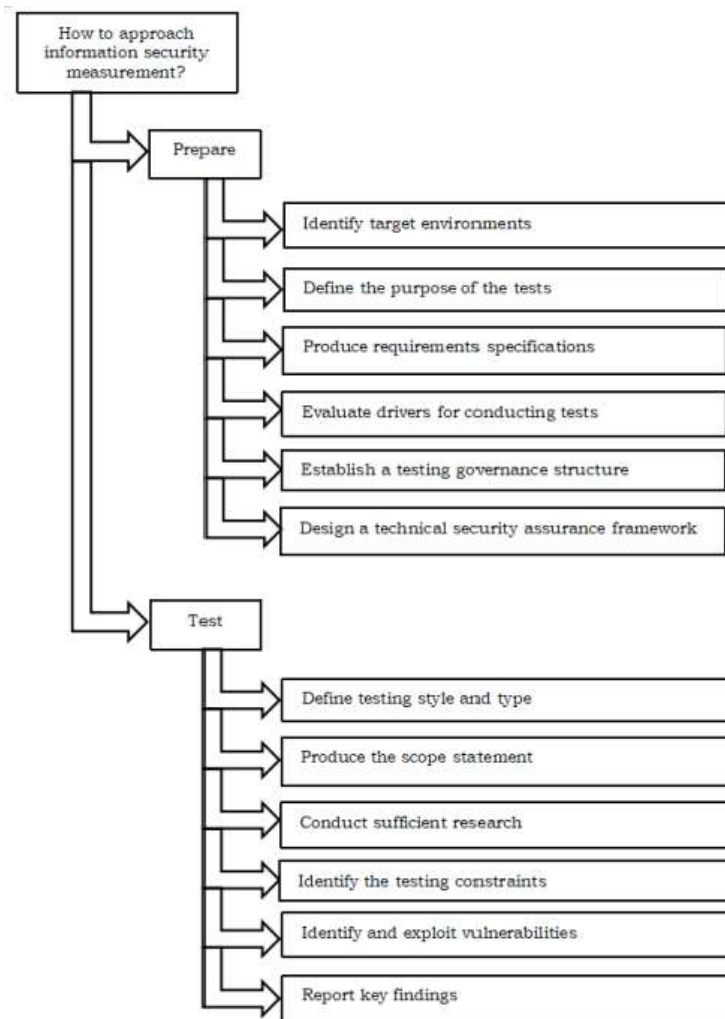 How to approach
information security
measurement?
Prepare
Identify target environments
Define the purpose of the tests
Produce requirements specifications
Evaluate drivers for conducting tests
Establish a testing governance structure
Design a technical security assurance framework
Test
Define testing style and type
Produce the scope statement
Conduct sufficient research
Identify the testing constraints
Identify and exploit vulnerabilities
Report key findings